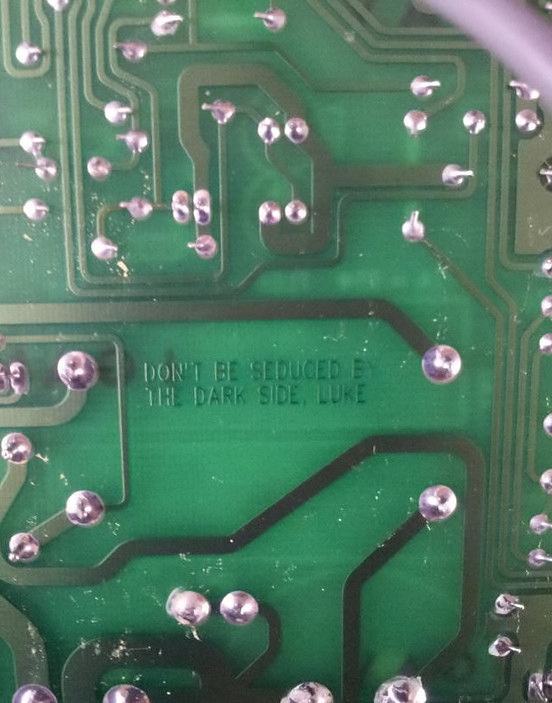 DON'T BE SEDUCED BY
THE DARK SIDE, LUKE